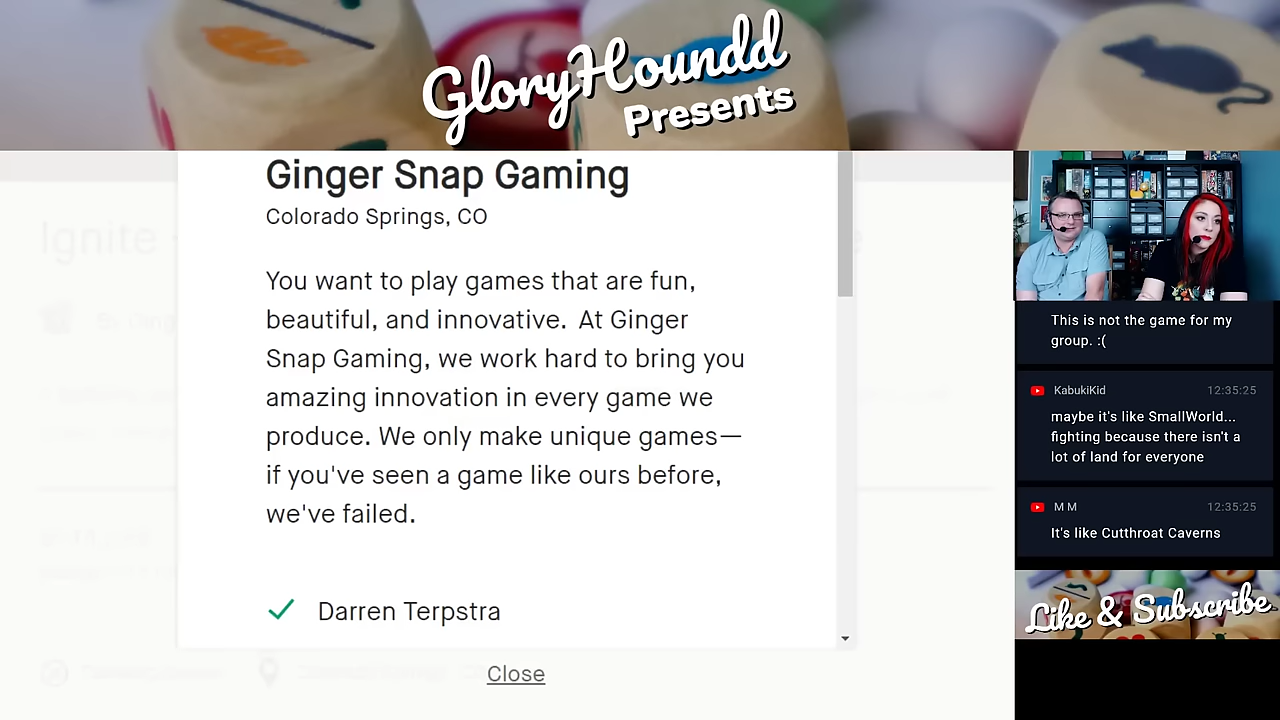 GloryHoundd
Presents
Ginger Snap Gaming
Colorado Springs, CO
You want to play games that are fun,
beautiful, and innovative. At Ginger
Snap Gaming, we work hard to bring you
amazing innovation in every game we
produce. We only make unique games—
if you've seen a game like ours before,
we've failed.
Darren Terpstra
Close
Ignite
This is not the game for my
group. :(
KabukiKid 12:35:25
maybe it's like SmallWorld...
fighting because there isn't a
lot of land for everyone
M M 12:35:25
It's like Cutthroat Caverns
Like & Subscribe